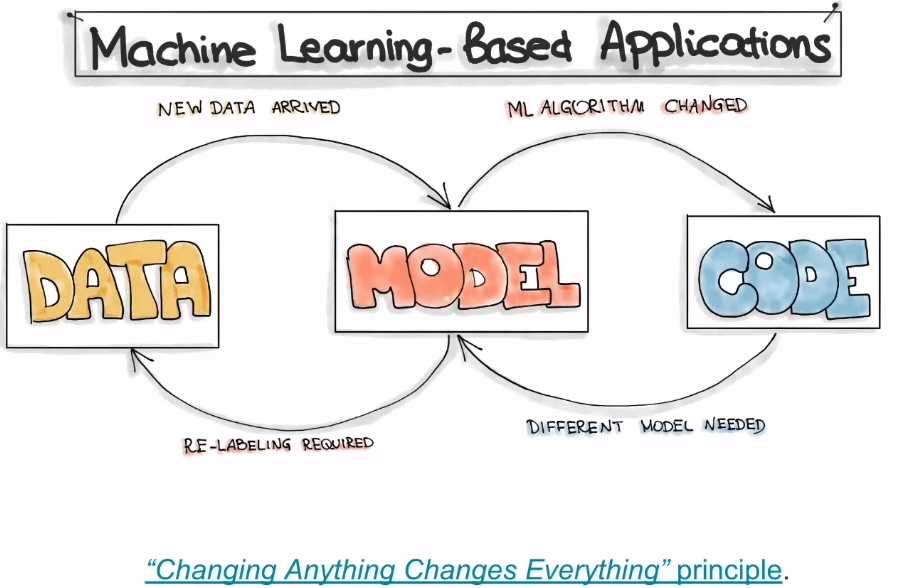 Machine Learning-Based Applications
NEW DATA ARRIVED
ML ALGORITHM CHANGED
DATA
MODEL
CODE
RE-LABELING REQUIRED
DIFFERENT MODEL NEEDED
“Changing Anything Changes Everything” principle.